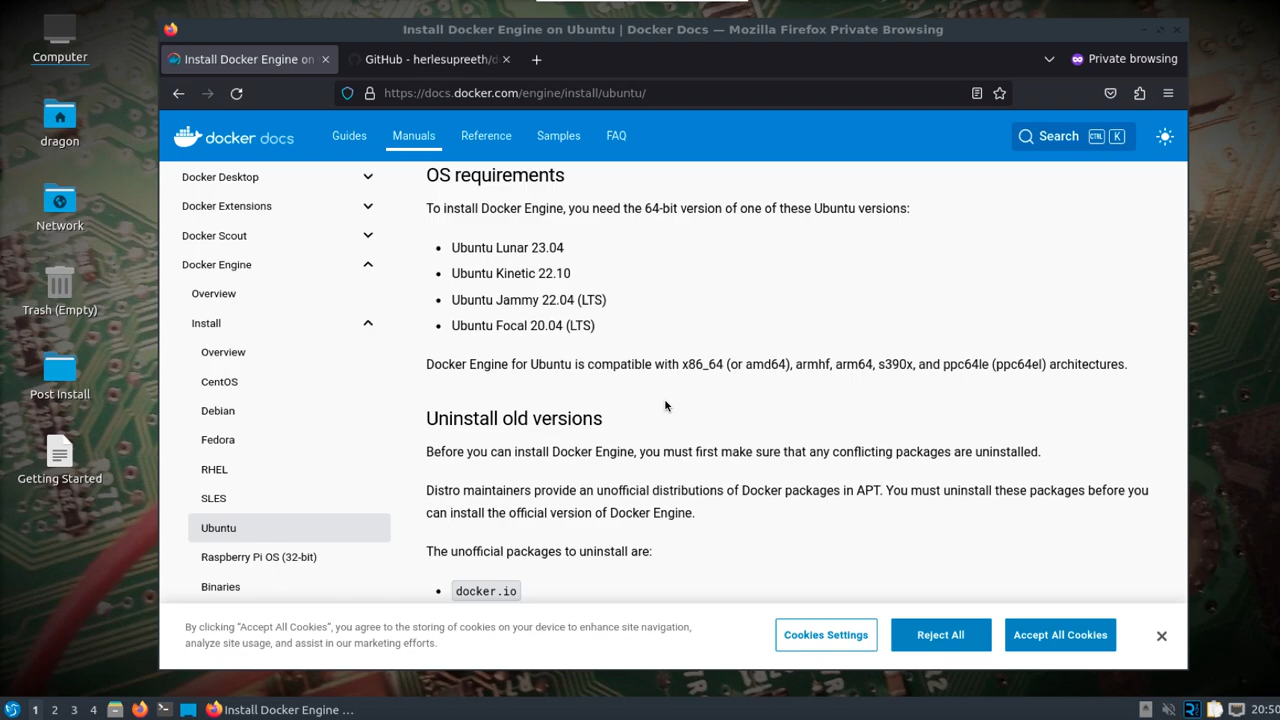 Computer
dragon
Network
Trash (Empty)
Post Install
Getting Started
Install Docker Engine on Ubuntu | Docker Docs — Mozilla Firefox Private Browsing
Install Docker Engine on
GitHub - herlesupreeth/d
Private browsing
https://docs.docker.com/engine/install/ubuntu/
docker docs
Guides
Manuals
Reference
Samples
FAQ
Search CTRL K
Docker Desktop
Docker Extensions
Docker Scout
Docker Engine
Overview
Install
Overview
CentOS
Debian
Fedora
RHEL
SLES
Ubuntu
Raspberry Pi OS (32-bit)
Binaries
OS requirements
To install Docker Engine, you need the 64-bit version of one of these Ubuntu versions:
• Ubuntu Lunar 23.04
• Ubuntu Kinetic 22.10
• Ubuntu Jammy 22.04 (LTS)
• Ubuntu Focal 20.04 (LTS)
Docker Engine for Ubuntu is compatible with x86_64 (or amd64), armhf, arm64, s390x, and ppc64le (ppc64el) architectures.
Uninstall old versions
Before you can install Docker Engine, you must first make sure that any conflicting packages are uninstalled.
Distro maintainers provide an unofficial distributions of Docker packages in APT. You must uninstall these packages before you
can install the official version of Docker Engine.
The unofficial packages to uninstall are:
• docker.io
By clicking “Accept All Cookies”, you agree to the storing of cookies on your device to enhance site navigation,
analyze site usage, and assist in our marketing efforts.
Cookies Settings
Reject All
Accept All Cookies
1 2 3 4
Install Docker Engine ...
20:50